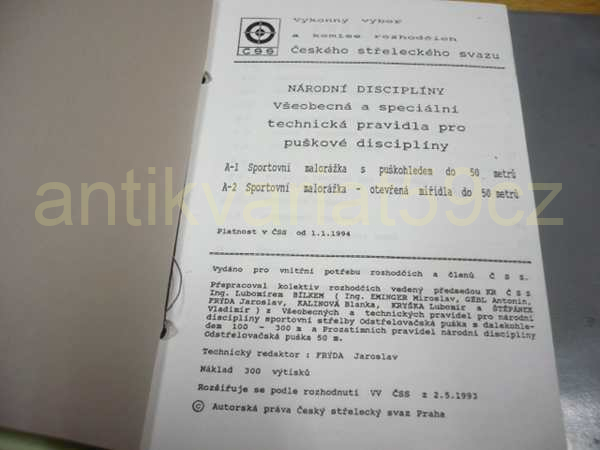 Výkonný výbor
a komise rozhodčích
Českého střeleckého svazu
ČSS
NÁRODNÍ DISCIPLÍNY
Všeobecná a speciální
technická pravidla pro
puškové disciplíny
A-1 Sportovní malorážka s puškohledem do 50 metrů
A-2 Sportovní malorážka - otevřená mířidla do 50 metrů
antikvariat59cz
Platnost v ČSS od 1.1.1994
Vydáno pro vnitřní potřebu rozhodčích a členů Č S S.
Přepracoval kolektiv rozhodčích vedený předsedou KR Č S S
Ing. Lubomírem BÍLKEM ( Ing. EMINGER Miroslav, GEBL Antonín,
FRÝDA Jaroslav, KALINOVÁ Blanka, KRYŠKA Lubomír a ŠTĚPÁNEK
Vladimír ) z Všeobecných a technických pravidel pro národní
disciplíny sportovní střelby Odstřelovačská puška s dalekohle-
dem 100 - 300 m a Prozatímních pravidel národní disciplíny
Odstřelovačská puška 50 m.
Technický redaktor : FRÝDA Jaroslav
Náklad 300 výtisků
Rozšiřuje se podle rozhodnutí VV ČSS z 2.5.1993
© Autorská práva Český střelecký svaz Praha